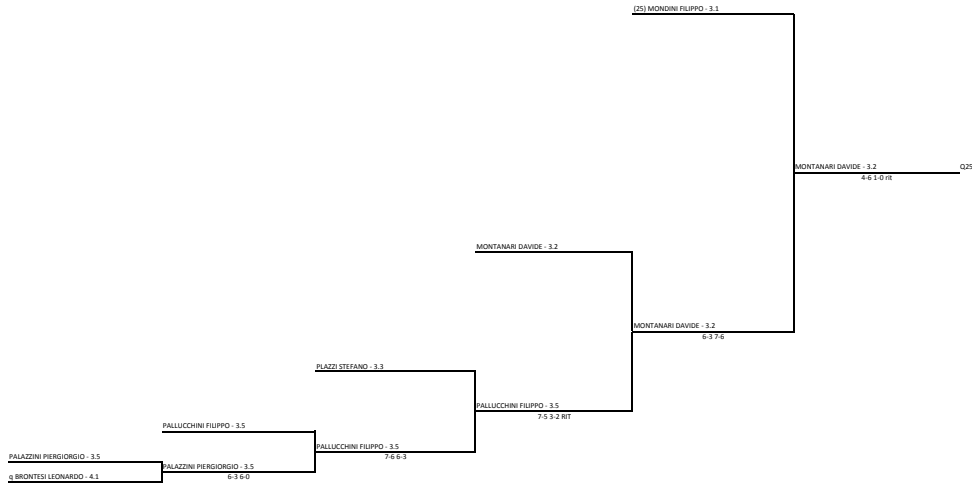 (25) MONDINI FILIPPO - 3.1
MONTANARI DAVIDE - 3.2
Q25
4-6 1-0 rit
MONTANARI DAVIDE - 3.2
MONTANARI DAVIDE - 3.2
6-3 7-6
PLAZZI STEFANO - 3.3
PALLUCCHINI FILIPPO - 3.5
7-5 3-2 RIT
PALLUCCHINI FILIPPO - 3.5
PALLUCCHINI FILIPPO - 3.5
7-6 6-3
PALAZZINI PIERGIORGIO - 3.5
PALAZZINI PIERGIORGIO - 3.5
6-3 6-0
q BRONTESI LEONARDO - 4.1